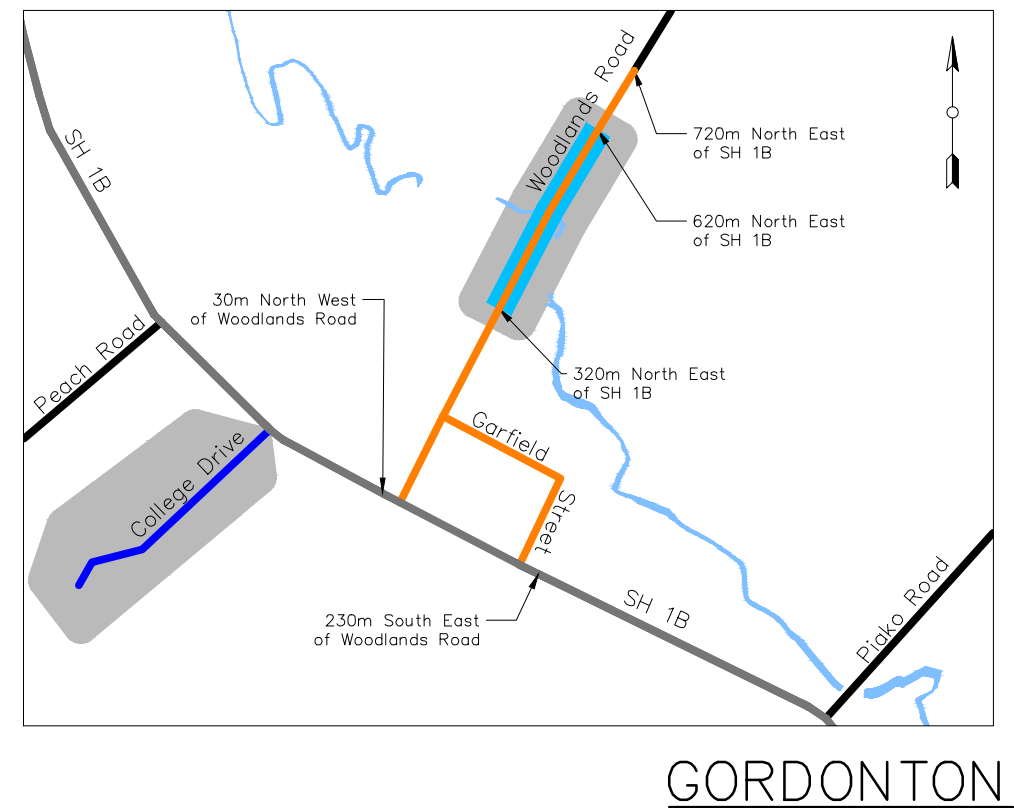 Woodlands Road
720m North East
of SH 1B
SH 1B
620m North East
of SH 1B
30m North West
of Woodlands Road
Peach Road
320m North East
of SH 1B
Garfield
Street
College Drive
SH 1B
Piako Road
230m South East
of Woodlands Road
GORDONTON